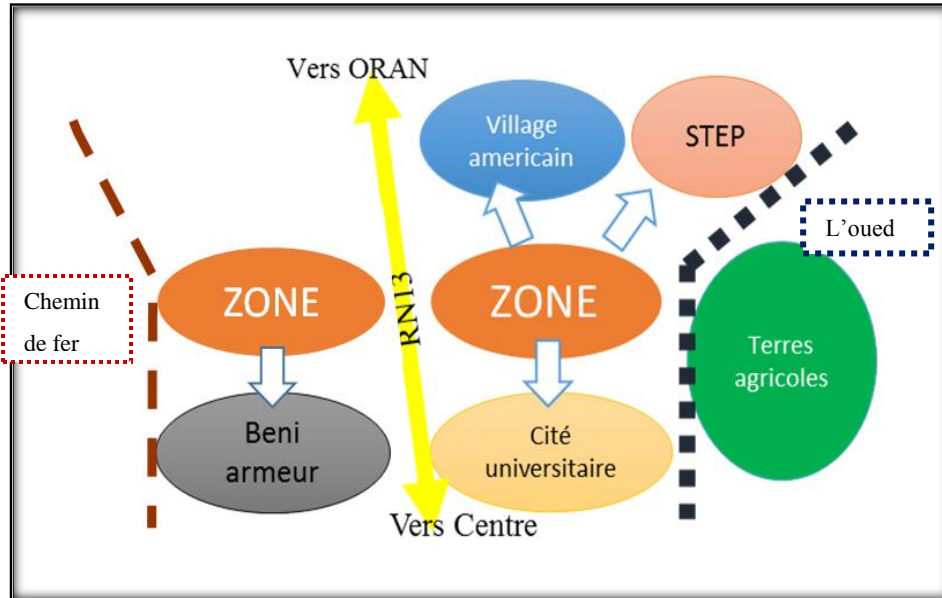 Vers ORAN
Village
americain
STEP
L’oued
Chemin
de fer
ZONE
RN13
ZONE
Terres
agricoles
Beni
armeur
Cité
universitaire
Vers Centre